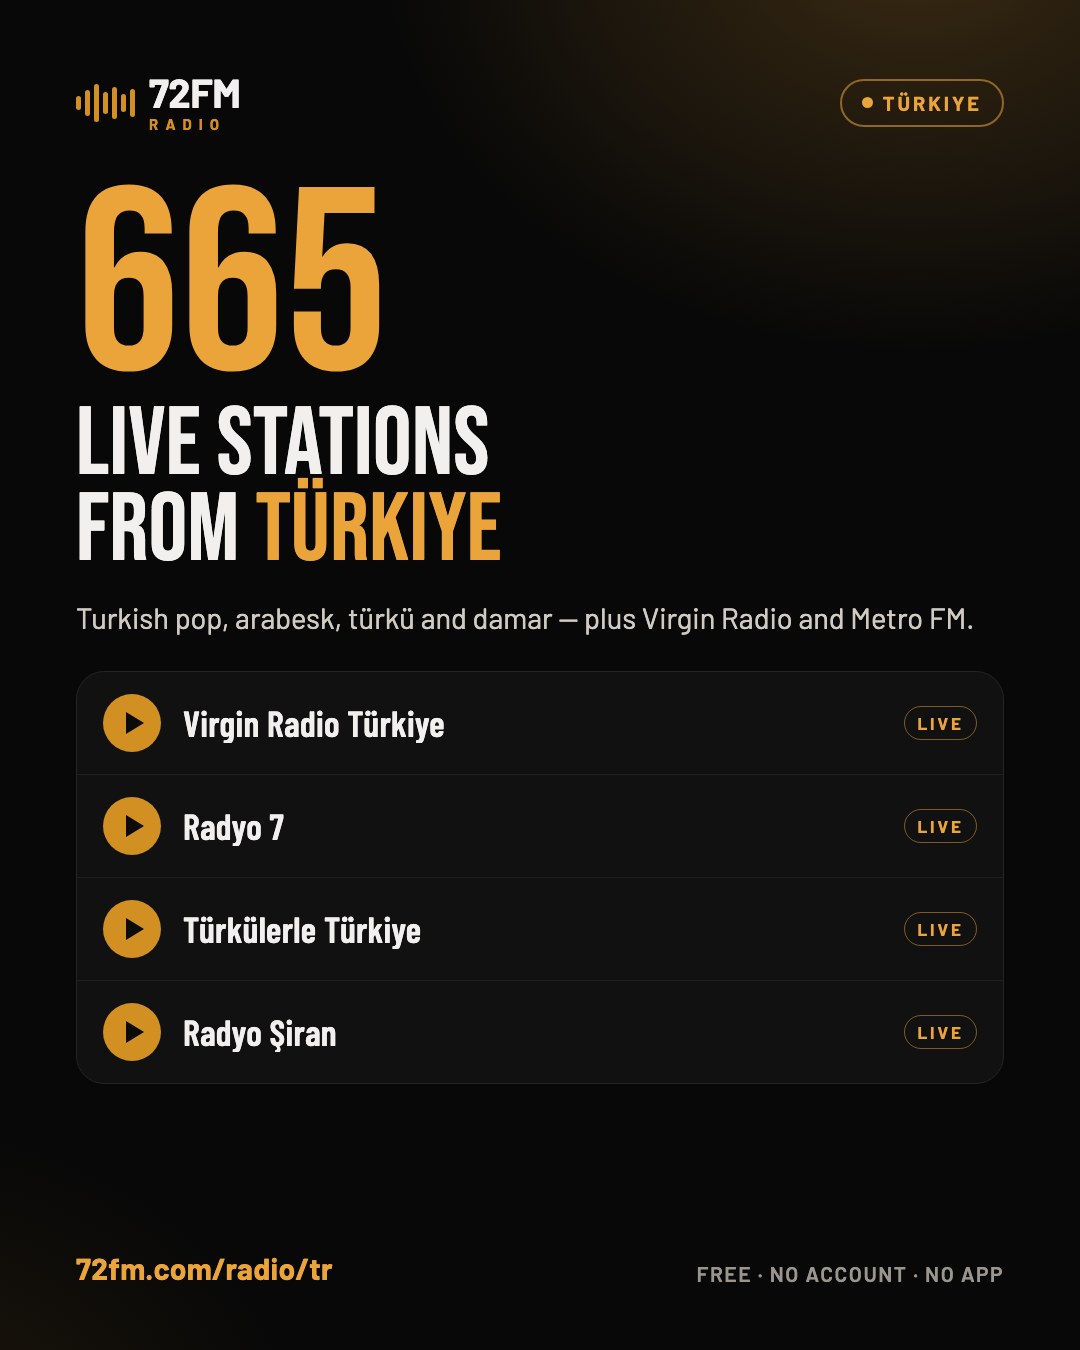 72FM
RADIO
TÜRKIYE
665
LIVE STATIONS
FROM TÜRKIYE
Turkish pop, arabesk, türkü and damar — plus Virgin Radio and Metro FM.
Virgin Radio Türkiye
LIVE
Radyo 7
LIVE
Türkülerle Türkiye
LIVE
Radyo Şiran
LIVE
72fm.com/radio/tr
FREE · NO ACCOUNT · NO APP